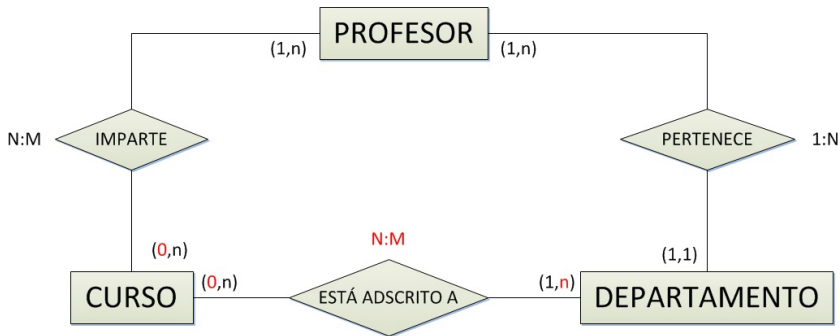 PROFESOR
(1,n)
(1,n)
N:M
IMPARTE
PERTENECE
1:N
(0,n)
N:M
(1,1)
CURSO
(0,n)
ESTÁ ADSCRITO A
(1,n)
DEPARTAMENTO